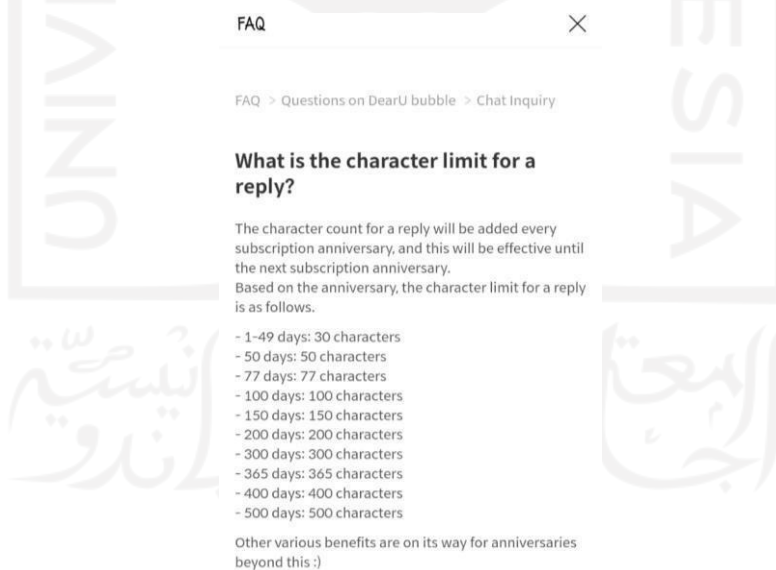 FAQ
FAQ > Questions on DearU bubble > Chat Inquiry
What is the character limit for a
reply?
The character count for a reply will be added every
subscription anniversary, and this will be effective until
the next subscription anniversary.
Based on the anniversary, the character limit for a reply
is as follows.
- 1-49 days: 30 characters
- 50 days: 50 characters
- 77 days: 77 characters
- 100 days: 100 characters
- 150 days: 150 characters
- 200 days: 200 characters
- 300 days: 300 characters
- 365 days: 365 characters
- 400 days: 400 characters
- 500 days: 500 characters
Other various benefits are on its way for anniversaries
beyond this :)